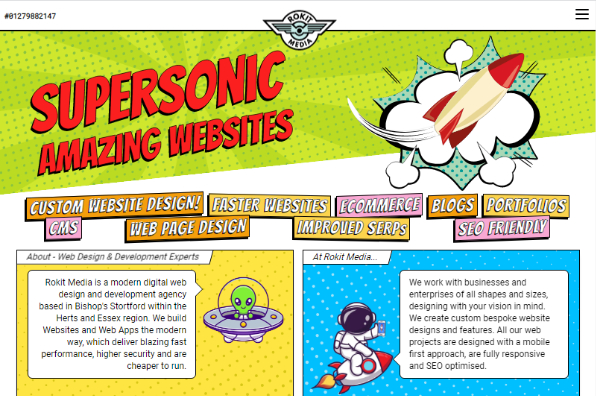 #01279882147
ROKIT
MEDIA
SUPERSONIC
AMAZING WEBSITES
CUSTOM WEBSITE DESIGN!
FASTER WEBSITES
ECOMMERCE
BLOGS
PORTFOLIOS
CMS
WEB PAGE DESIGN
IMPROVED SERPs
SEO FRIENDLY
About - Web Design & Development Experts
Rokit Media is a modern digital web
design and development agency
based in Bishop's Stortford within the
Herts and Essex region. We build
Websites and Web Apps the modern
way, which deliver blazing fast
performance, higher security and are
cheaper to run.
At Rokit Media...
We work with businesses and
enterprises of all shapes and sizes,
designing with your vision in mind.
We create custom bespoke website
designs and features. All our web
projects are designed with a mobile
first approach, are fully responsive
and SEO optimised.